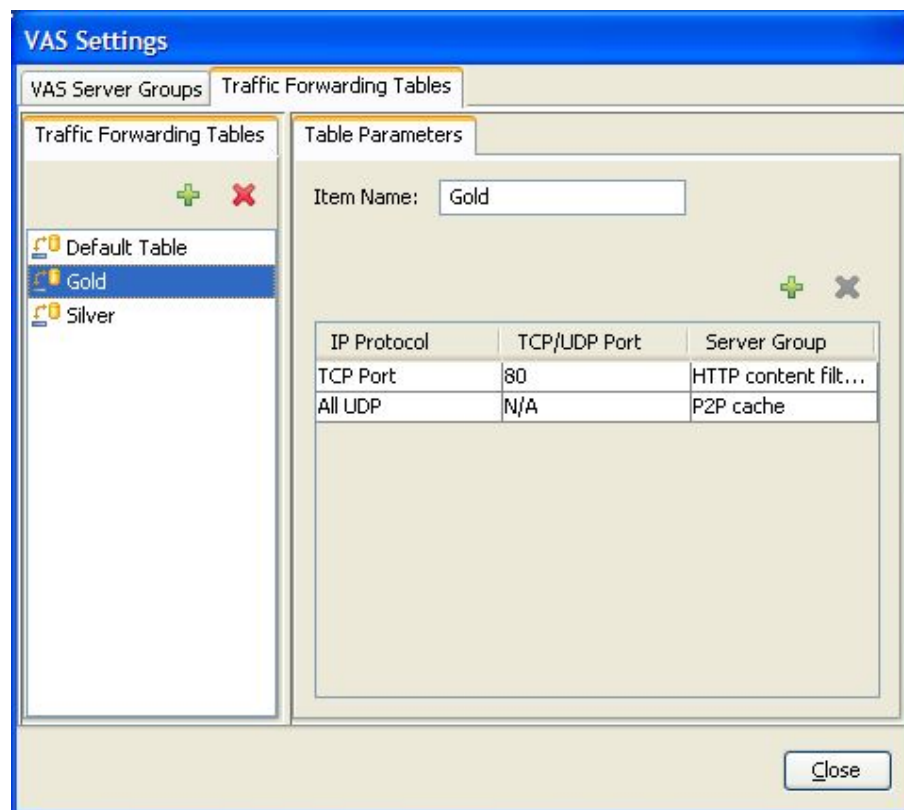 VAS Settings
VAS Server Groups Traffic Forwarding Tables
Traffic Forwarding Tables
Default Table
Gold
Silver
Table Parameters
Item Name: Gold
IP Protocol TCP/UDP Port Server Group
TCP Port 80 HTTP content filt...
All UDP N/A P2P cache
Close